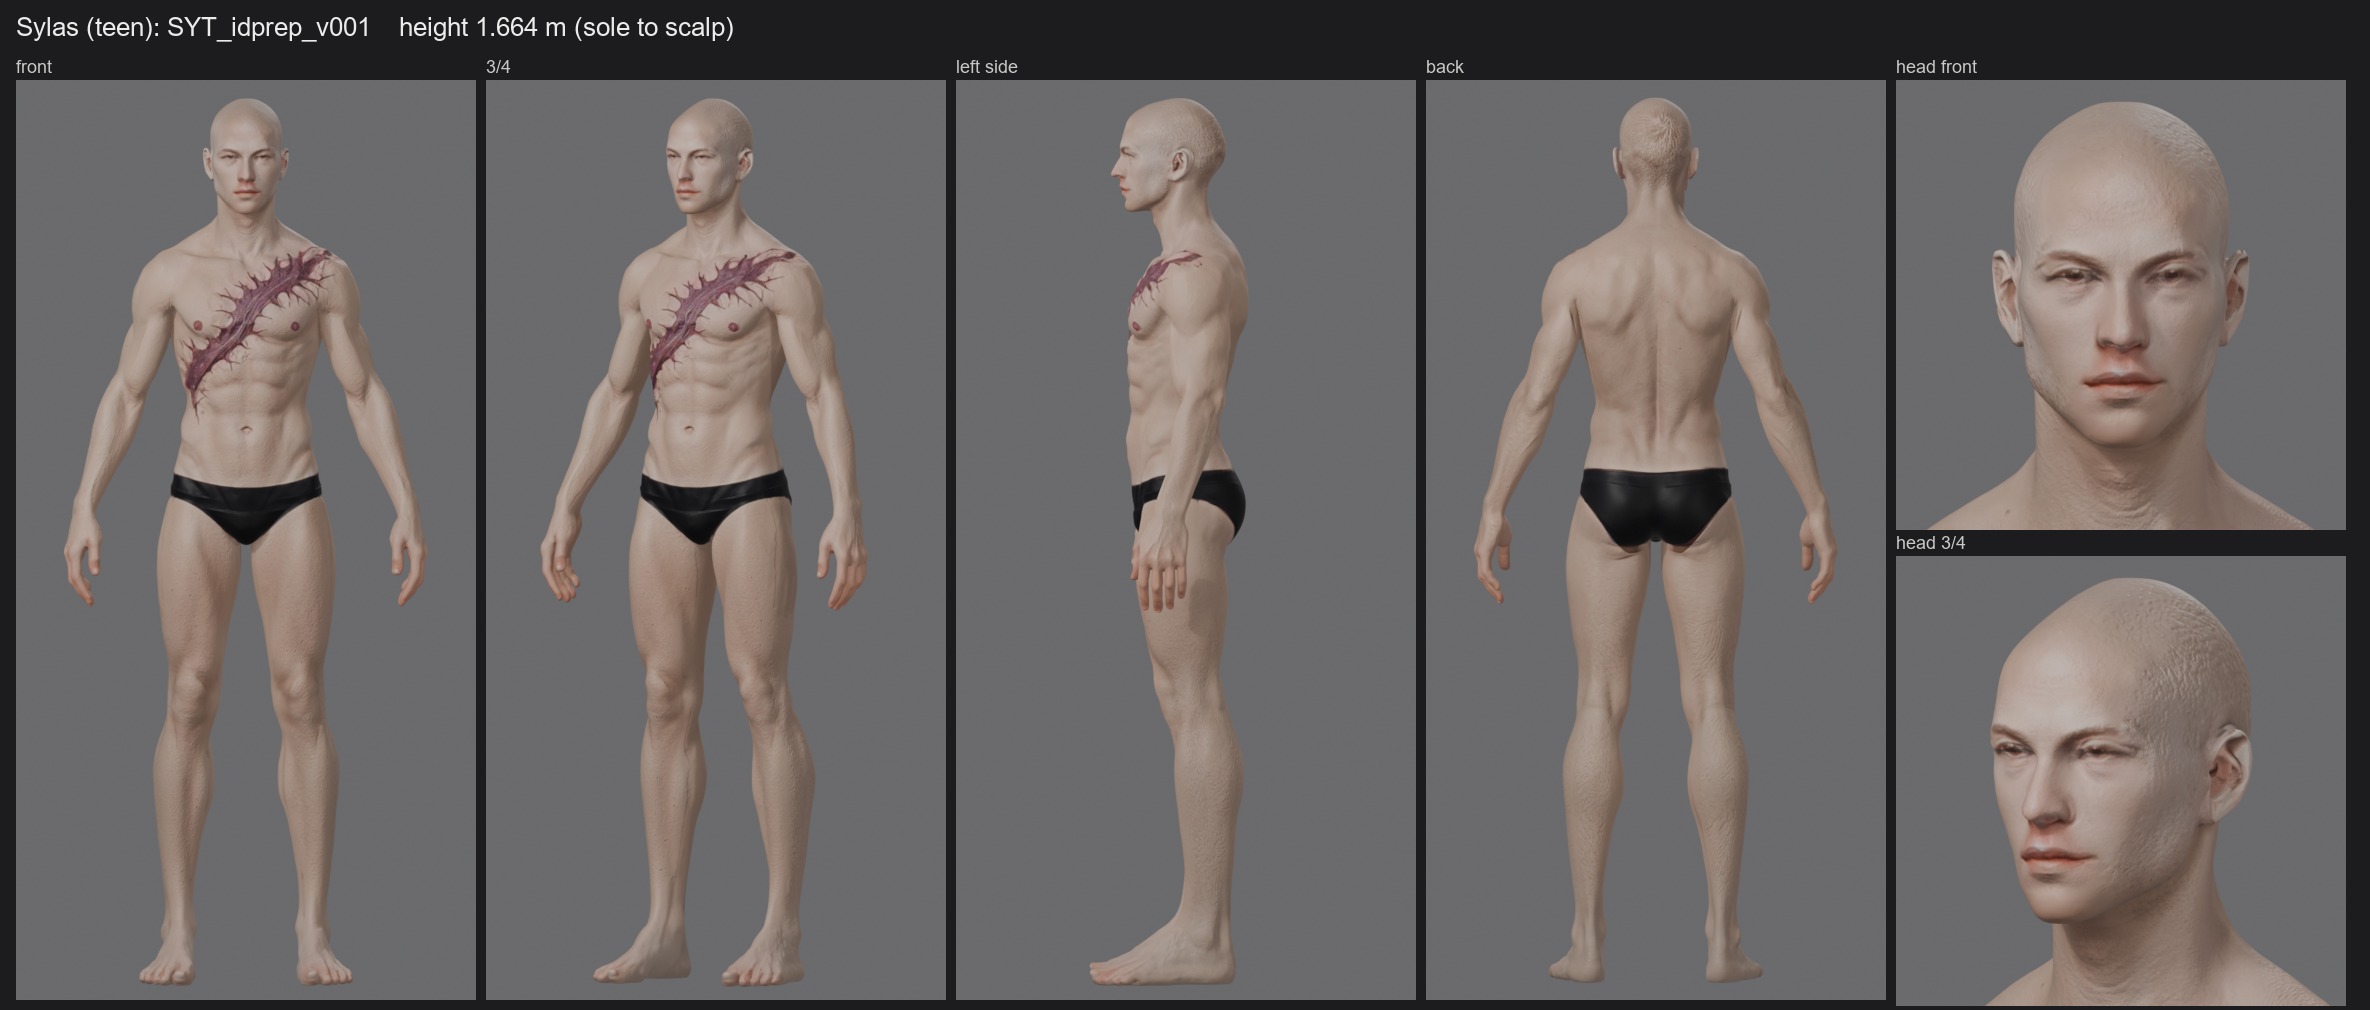 Sylas (teen): SYT_idprep_v001    height 1.664 m (sole to scalp)
front
3/4
left side
back
head front
head 3/4